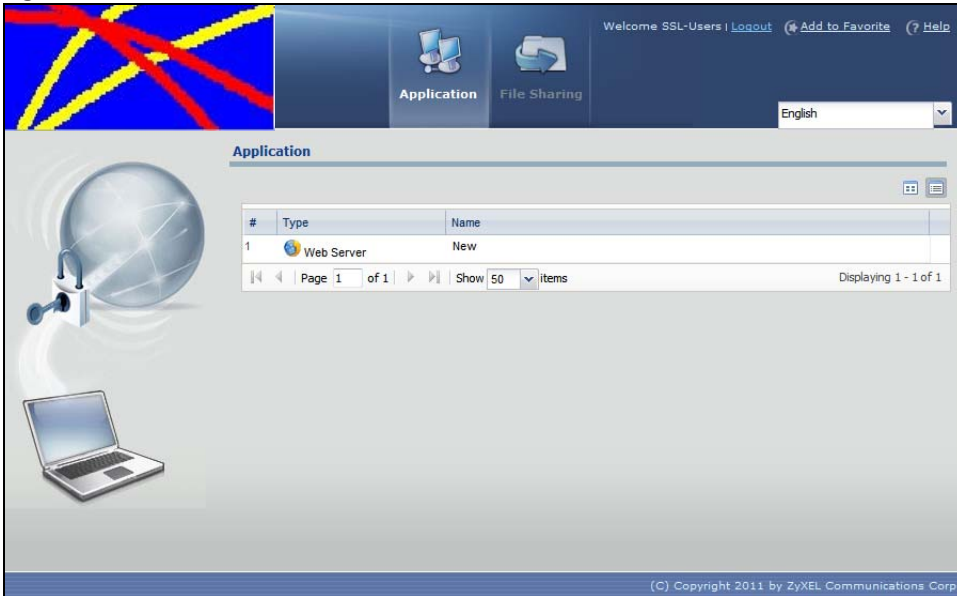 Welcome SSL-Users | Logout Add to Favorite ? Help
Application File Sharing
English
Application
# Type Name
1 Web Server New
Page 1 of 1 Show 50 items Displaying 1 - 1 of 1
(C) Copyright 2011 by ZyXEL Communications Corp